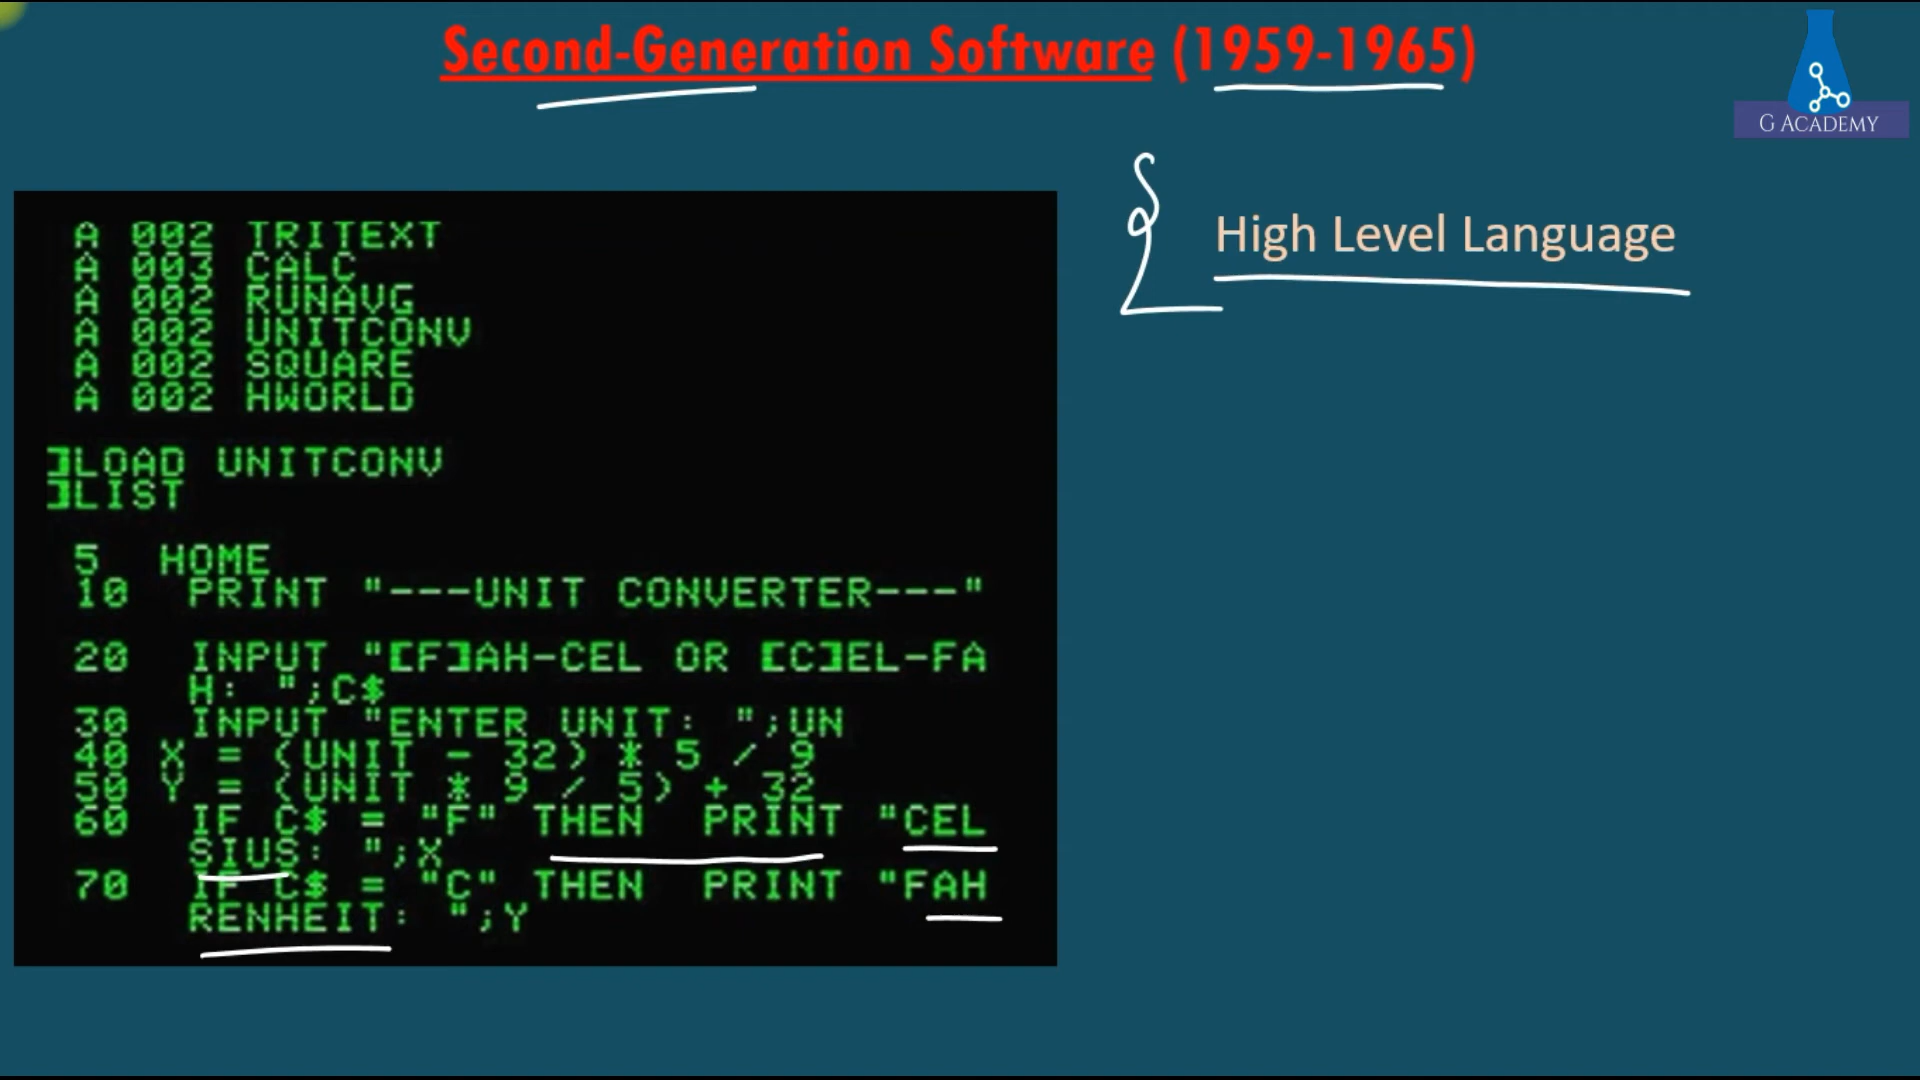 Second-Generation Software (1959-1965)
G ACADEMY
High Level Language
A 002 TRITEXT
A 003 CALC
A 002 RUNAVG
A 002 UNITCONV
A 002 SQUARE
A 002 HWORLD
]LOAD UNITCONV
]LIST
5 HOME
10 PRINT "---UNIT CONVERTER---"
20 INPUT "[F]AH-CEL OR [C]EL-FA
H: ";C$
30 INPUT "ENTER UNIT: ";UN
40 X = (UNIT - 32) * 5 / 9
50 Y = (UNIT * 9 / 5) + 32
60 IF C$ = "F" THEN PRINT "CEL
SIUS: ";X
70 IF C$ = "C" THEN PRINT "FAH
RENHEIT: ";Y